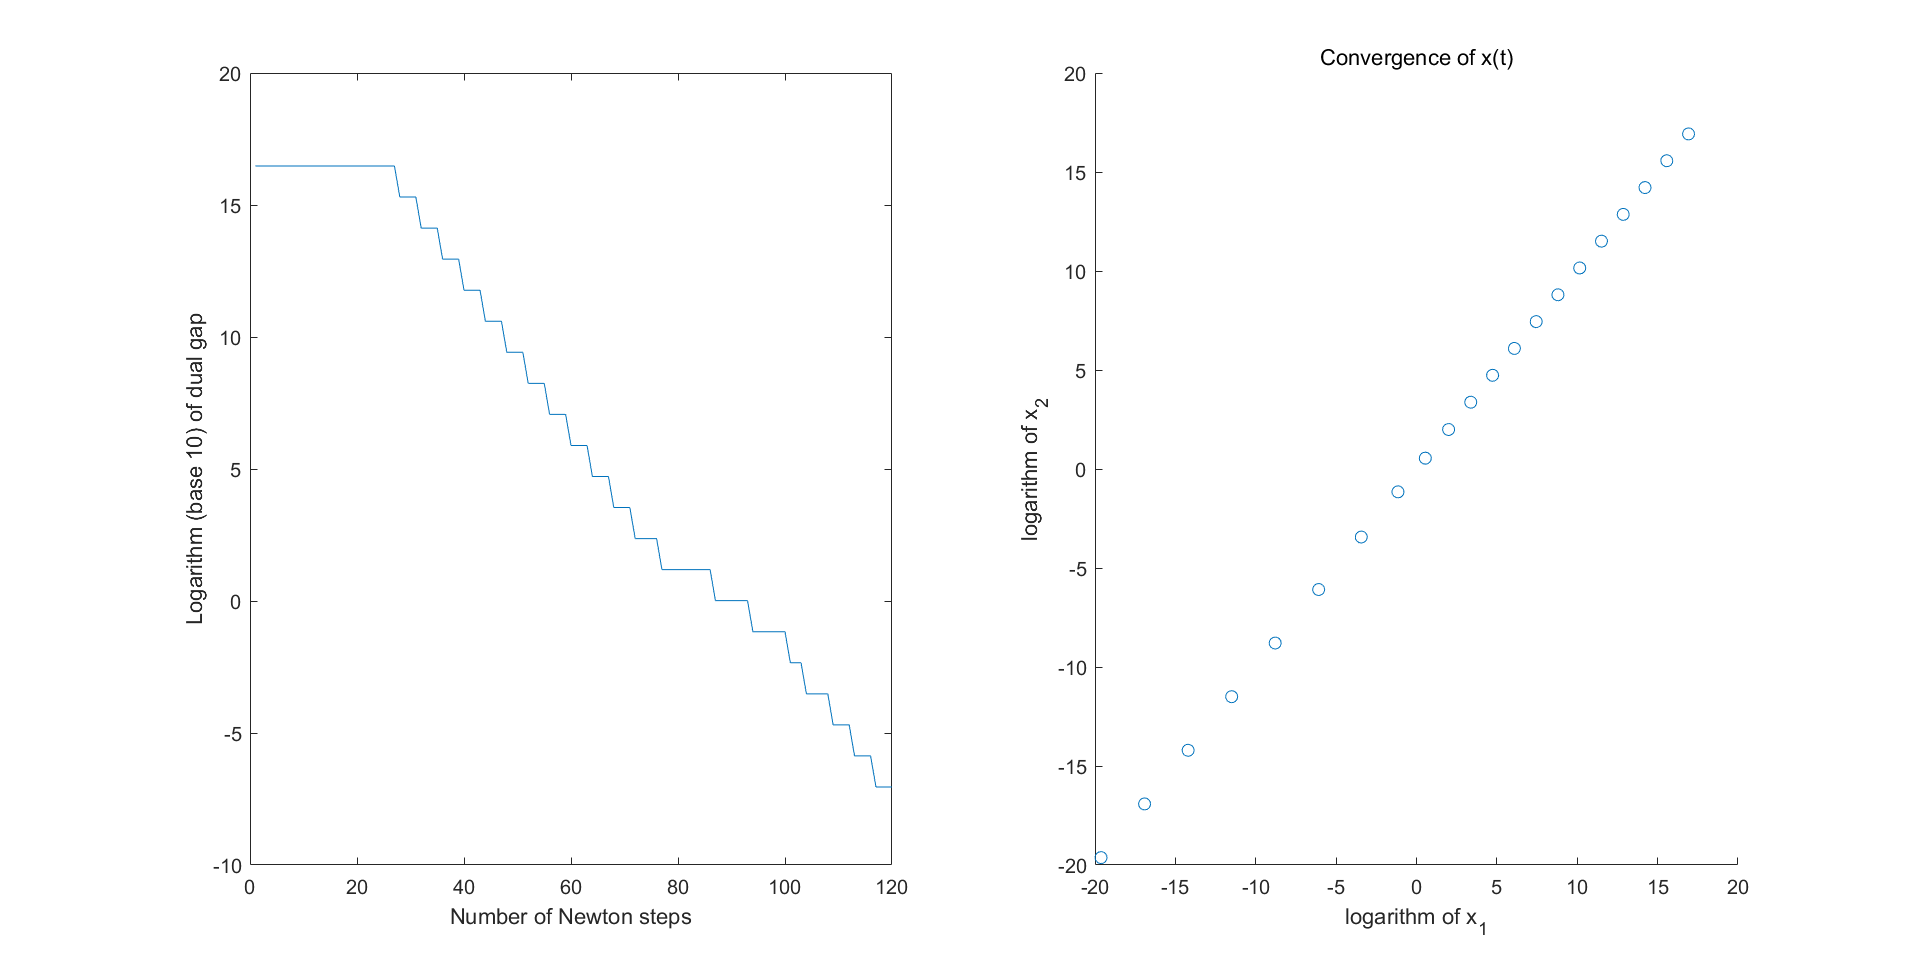 20
15
10
5
0
-5
-10
0 20 40 60 80 100 120
Number of Newton steps
Logarithm (base 10) of dual gap
Convergence of x(t)
20
15
10
5
0
-5
-10
-15
-20
-20 -15 -10 -5 0 5 10 15 20
logarithm of x_1
logarithm of x_2